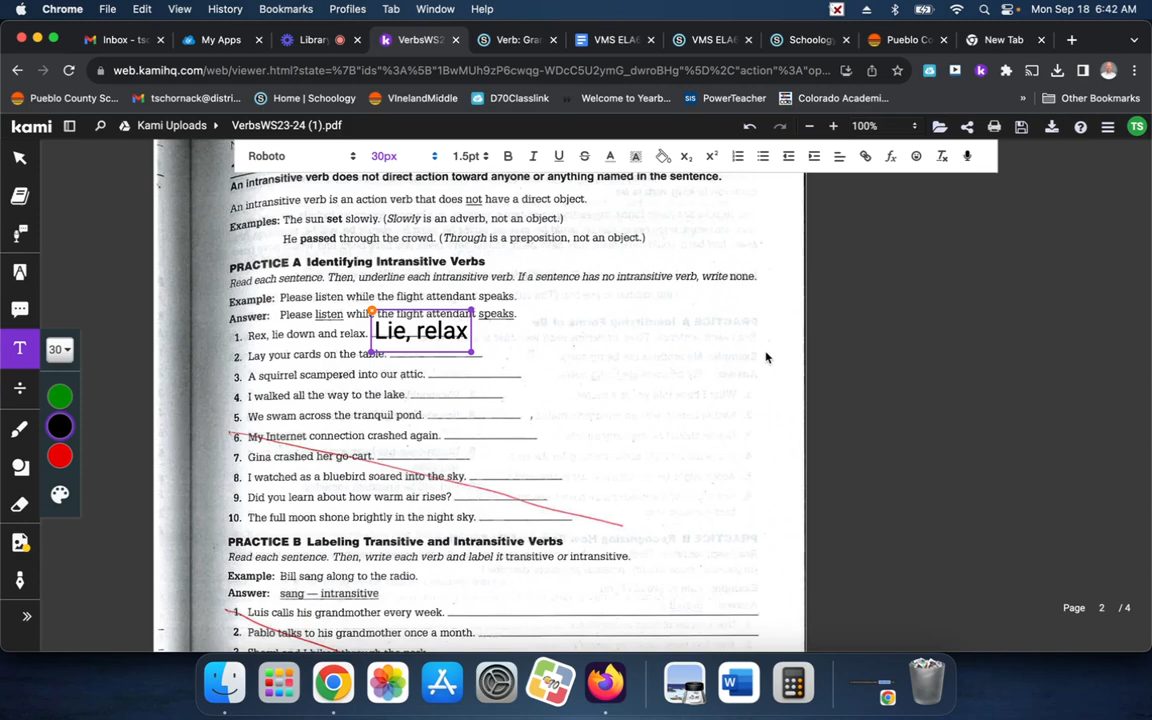 Chrome File Edit View History Bookmarks Profiles Tab Window Help Mon Sep 18 6:42 AM
Inbox - tsc My Apps Librar VerbsWS2 Verb: Gra VMS ELA6 VMS ELA6 Schoolog Pueblo Co New Tab
web.kamihq.com/web/viewer.html?state=%7B"ids"%3A%5B"1BwMUh9zP6cwqg-WDcC5U2ymG_dwroBHg"%5D%2C"action"%3A"op...
Pueblo County Sc... tschornack@distri... Home | Schoology VInelandMiddle D70Classlink Welcome to Yearb... SIS PowerTeacher Colorado Academi... » Other Bookmarks
kami Kami Uploads VerbsWS23-24 (1).pdf 100% TS
Roboto 30px 1.5pt B I U S A A X₂ X² fx
An intransitive verb does not direct action toward anyone or anything named in the sentence.
An intransitive verb is an action verb that does not have a direct object.
Examples: The sun set slowly. (Slowly is an adverb, not an object.)
He passed through the crowd. (Through is a preposition, not an object.)
PRACTICE A Identifying Intransitive Verbs
Read each sentence. Then, underline each intransitive verb. If a sentence has no intransitive verb, write none.
Example: Please listen while the flight attendant speaks.
Answer: Please listen while the flight attendant speaks.
1. Rex, lie down and relax. Lie, relax
2. Lay your cards on the table.
3. A squirrel scampered into our attic.
4. I walked all the way to the lake.
5. We swam across the tranquil pond.
6. My Internet connection crashed again.
7. Gina crashed her go-cart.
8. I watched as a bluebird soared into the sky.
9. Did you learn about how warm air rises?
10. The full moon shone brightly in the night sky.
PRACTICE B Labeling Transitive and Intransitive Verbs
Read each sentence. Then, write each verb and label it transitive or intransitive.
Example: Bill sang along to the radio.
Answer: sang — intransitive
1. Luis calls his grandmother every week.
2. Pablo talks to his grandmother once a month.
T 30
Page 2 / 4